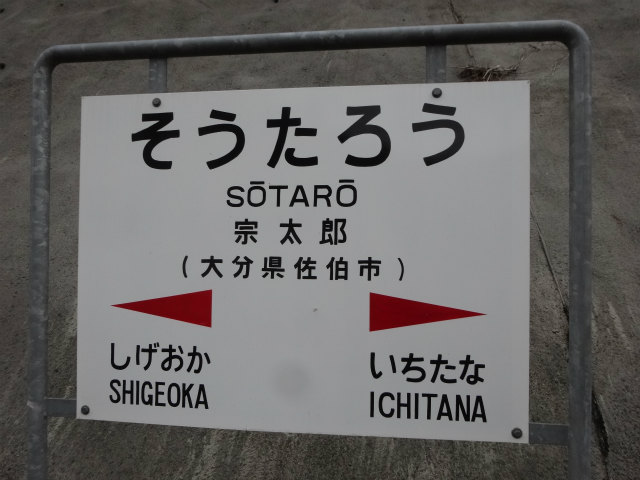 そうたろう
SŌTARŌ
宗太郎
(大分県佐伯市)
しげおか
SHIGEOKA
いちたな
ICHITANA